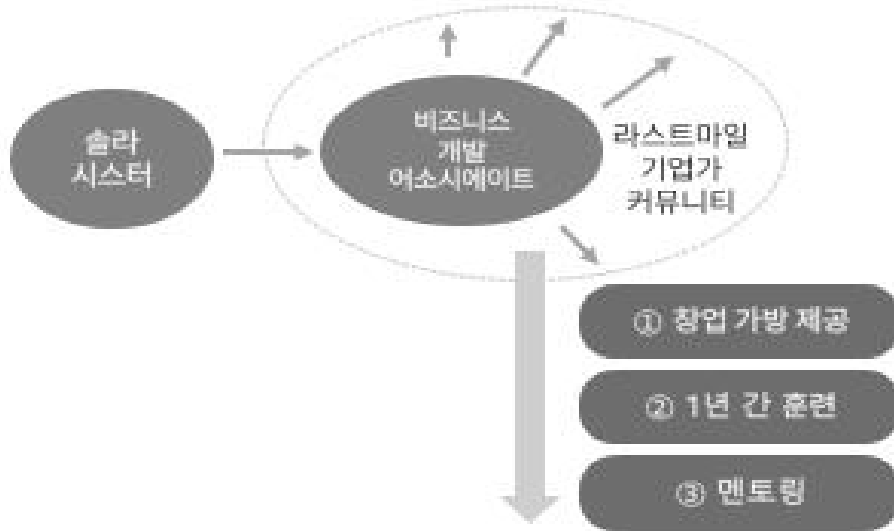 솔라
시스터
비즈니스
개발
어소시에이트
라스트마일
기업가
커뮤니티
① 창업 가방 제공
② 1년 간 훈련
③ 멘토링